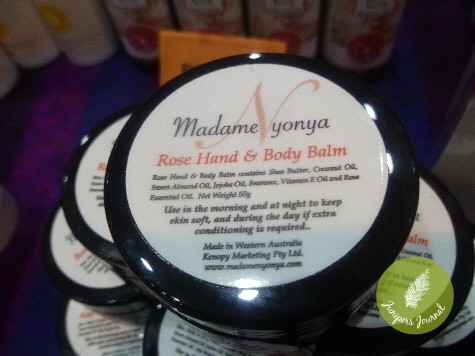 Madame Nyonya
Rose Hand & Body Balm
Rose Hand & Body Balm contains Shea Butter, Coconut Oil,
Sweet Almond Oil, Jojoba Oil, Beeswax, Vitamin E Oil and Rose
Essential Oil. Net Weight 50g
Use in the morning and at night to keep
skin soft, and during the day if extra
conditioning is required..
Made in Western Australia
Kenopy Marketing Pty Ltd.
www.madamenyonya.com
Balm
Junipers Journal